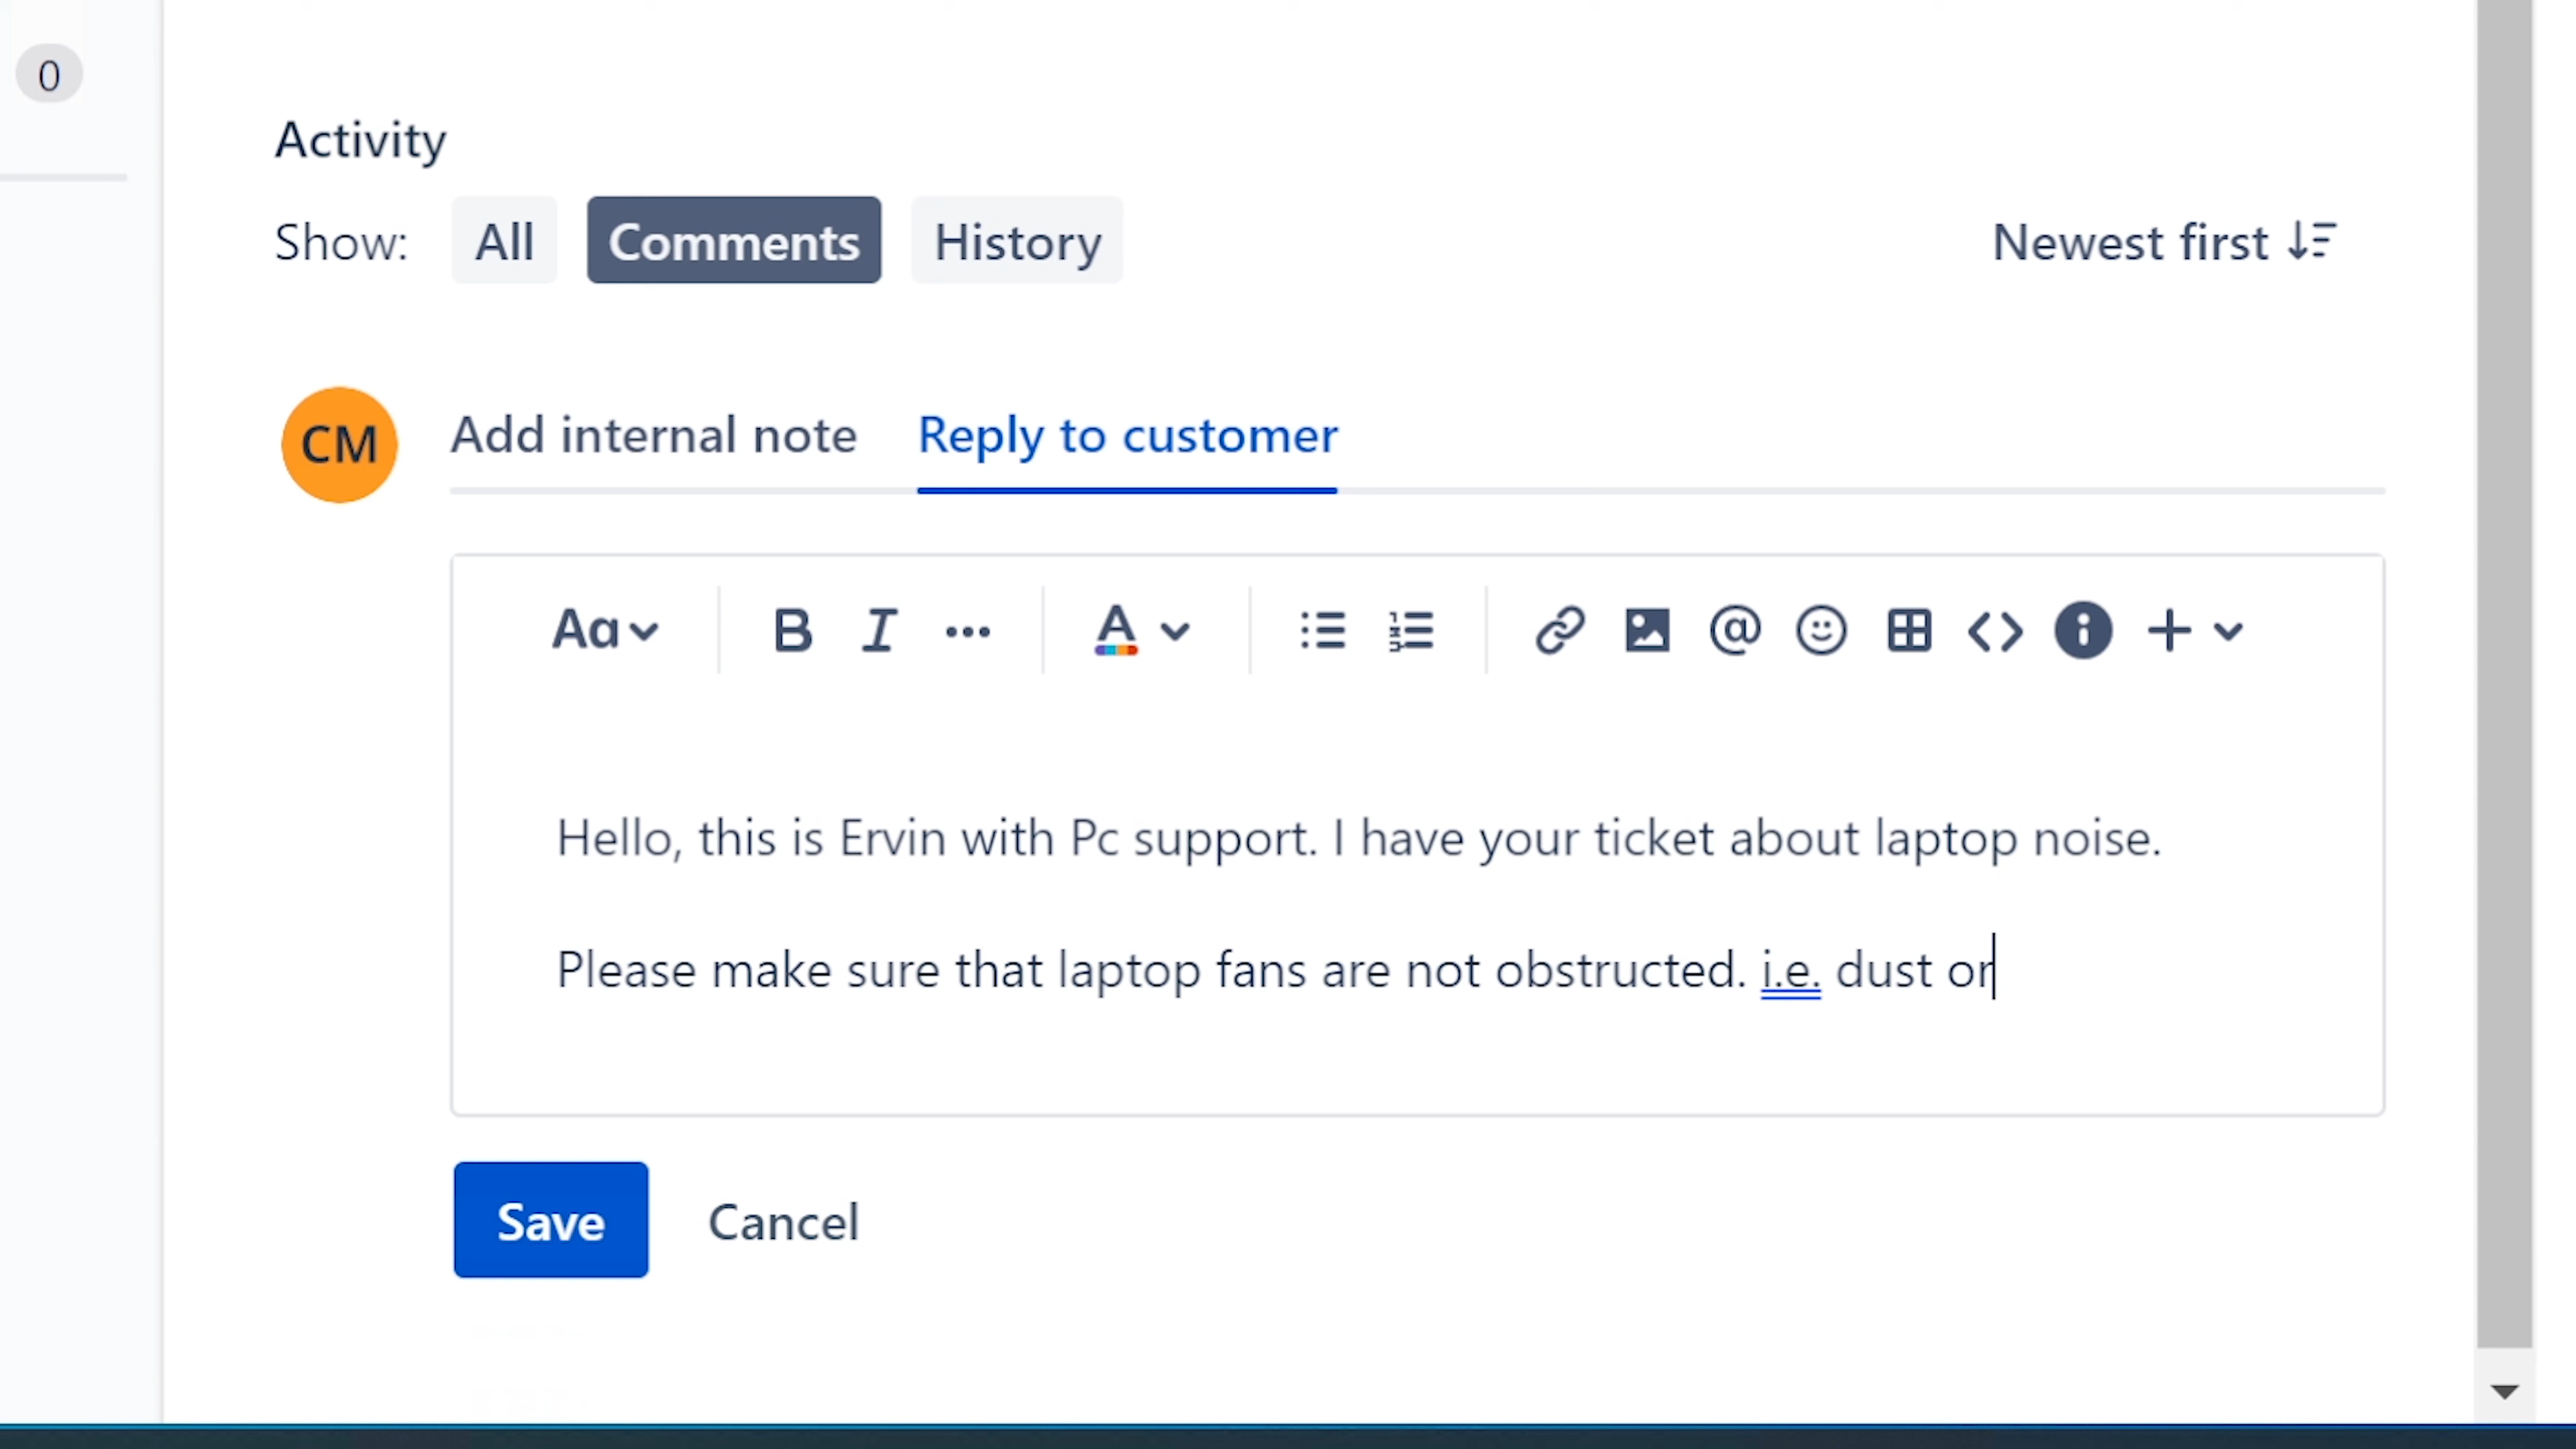 0
Activity
Show: All Comments History Newest first
CM Add internal note Reply to customer
Aa B I A @
Hello, this is Ervin with Pc support. I have your ticket about laptop noise.
Please make sure that laptop fans are not obstructed. i.e. dust or
Save Cancel